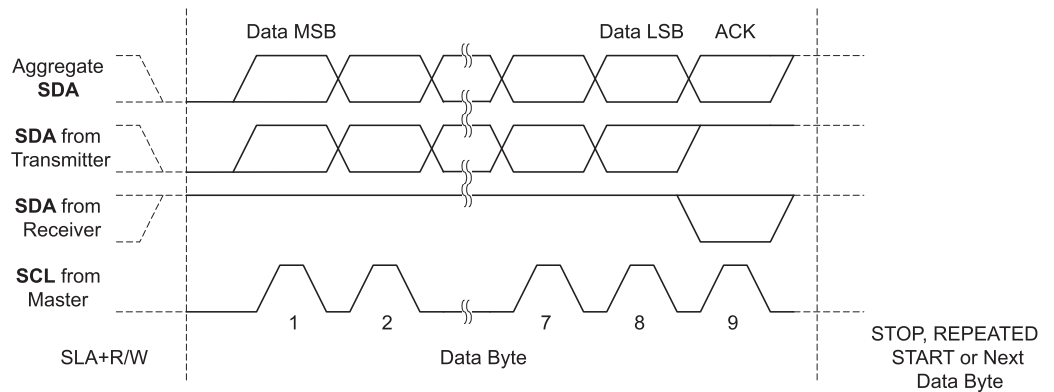 Data MSB
Data LSB
ACK
Aggregate
SDA
SDA from
Transmitter
SDA from
Receiver
SCL from
Master
1
2
7
8
9
SLA+R/W
Data Byte
STOP, REPEATED
START or Next
Data Byte